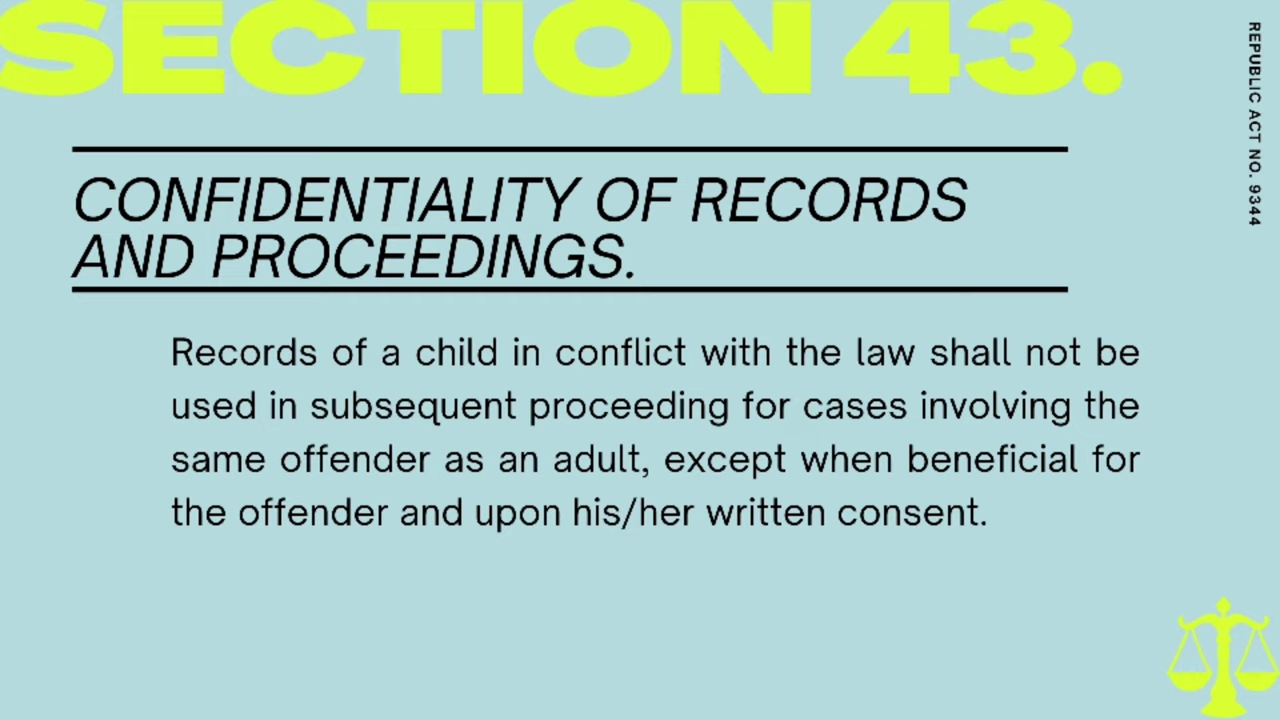 SECTION 43.
REPUBLIC ACT NO. 9344
CONFIDENTIALITY OF RECORDS
AND PROCEEDINGS.
Records of a child in conflict with the law shall not be
used in subsequent proceeding for cases involving the
same offender as an adult, except when beneficial for
the offender and upon his/her written consent.